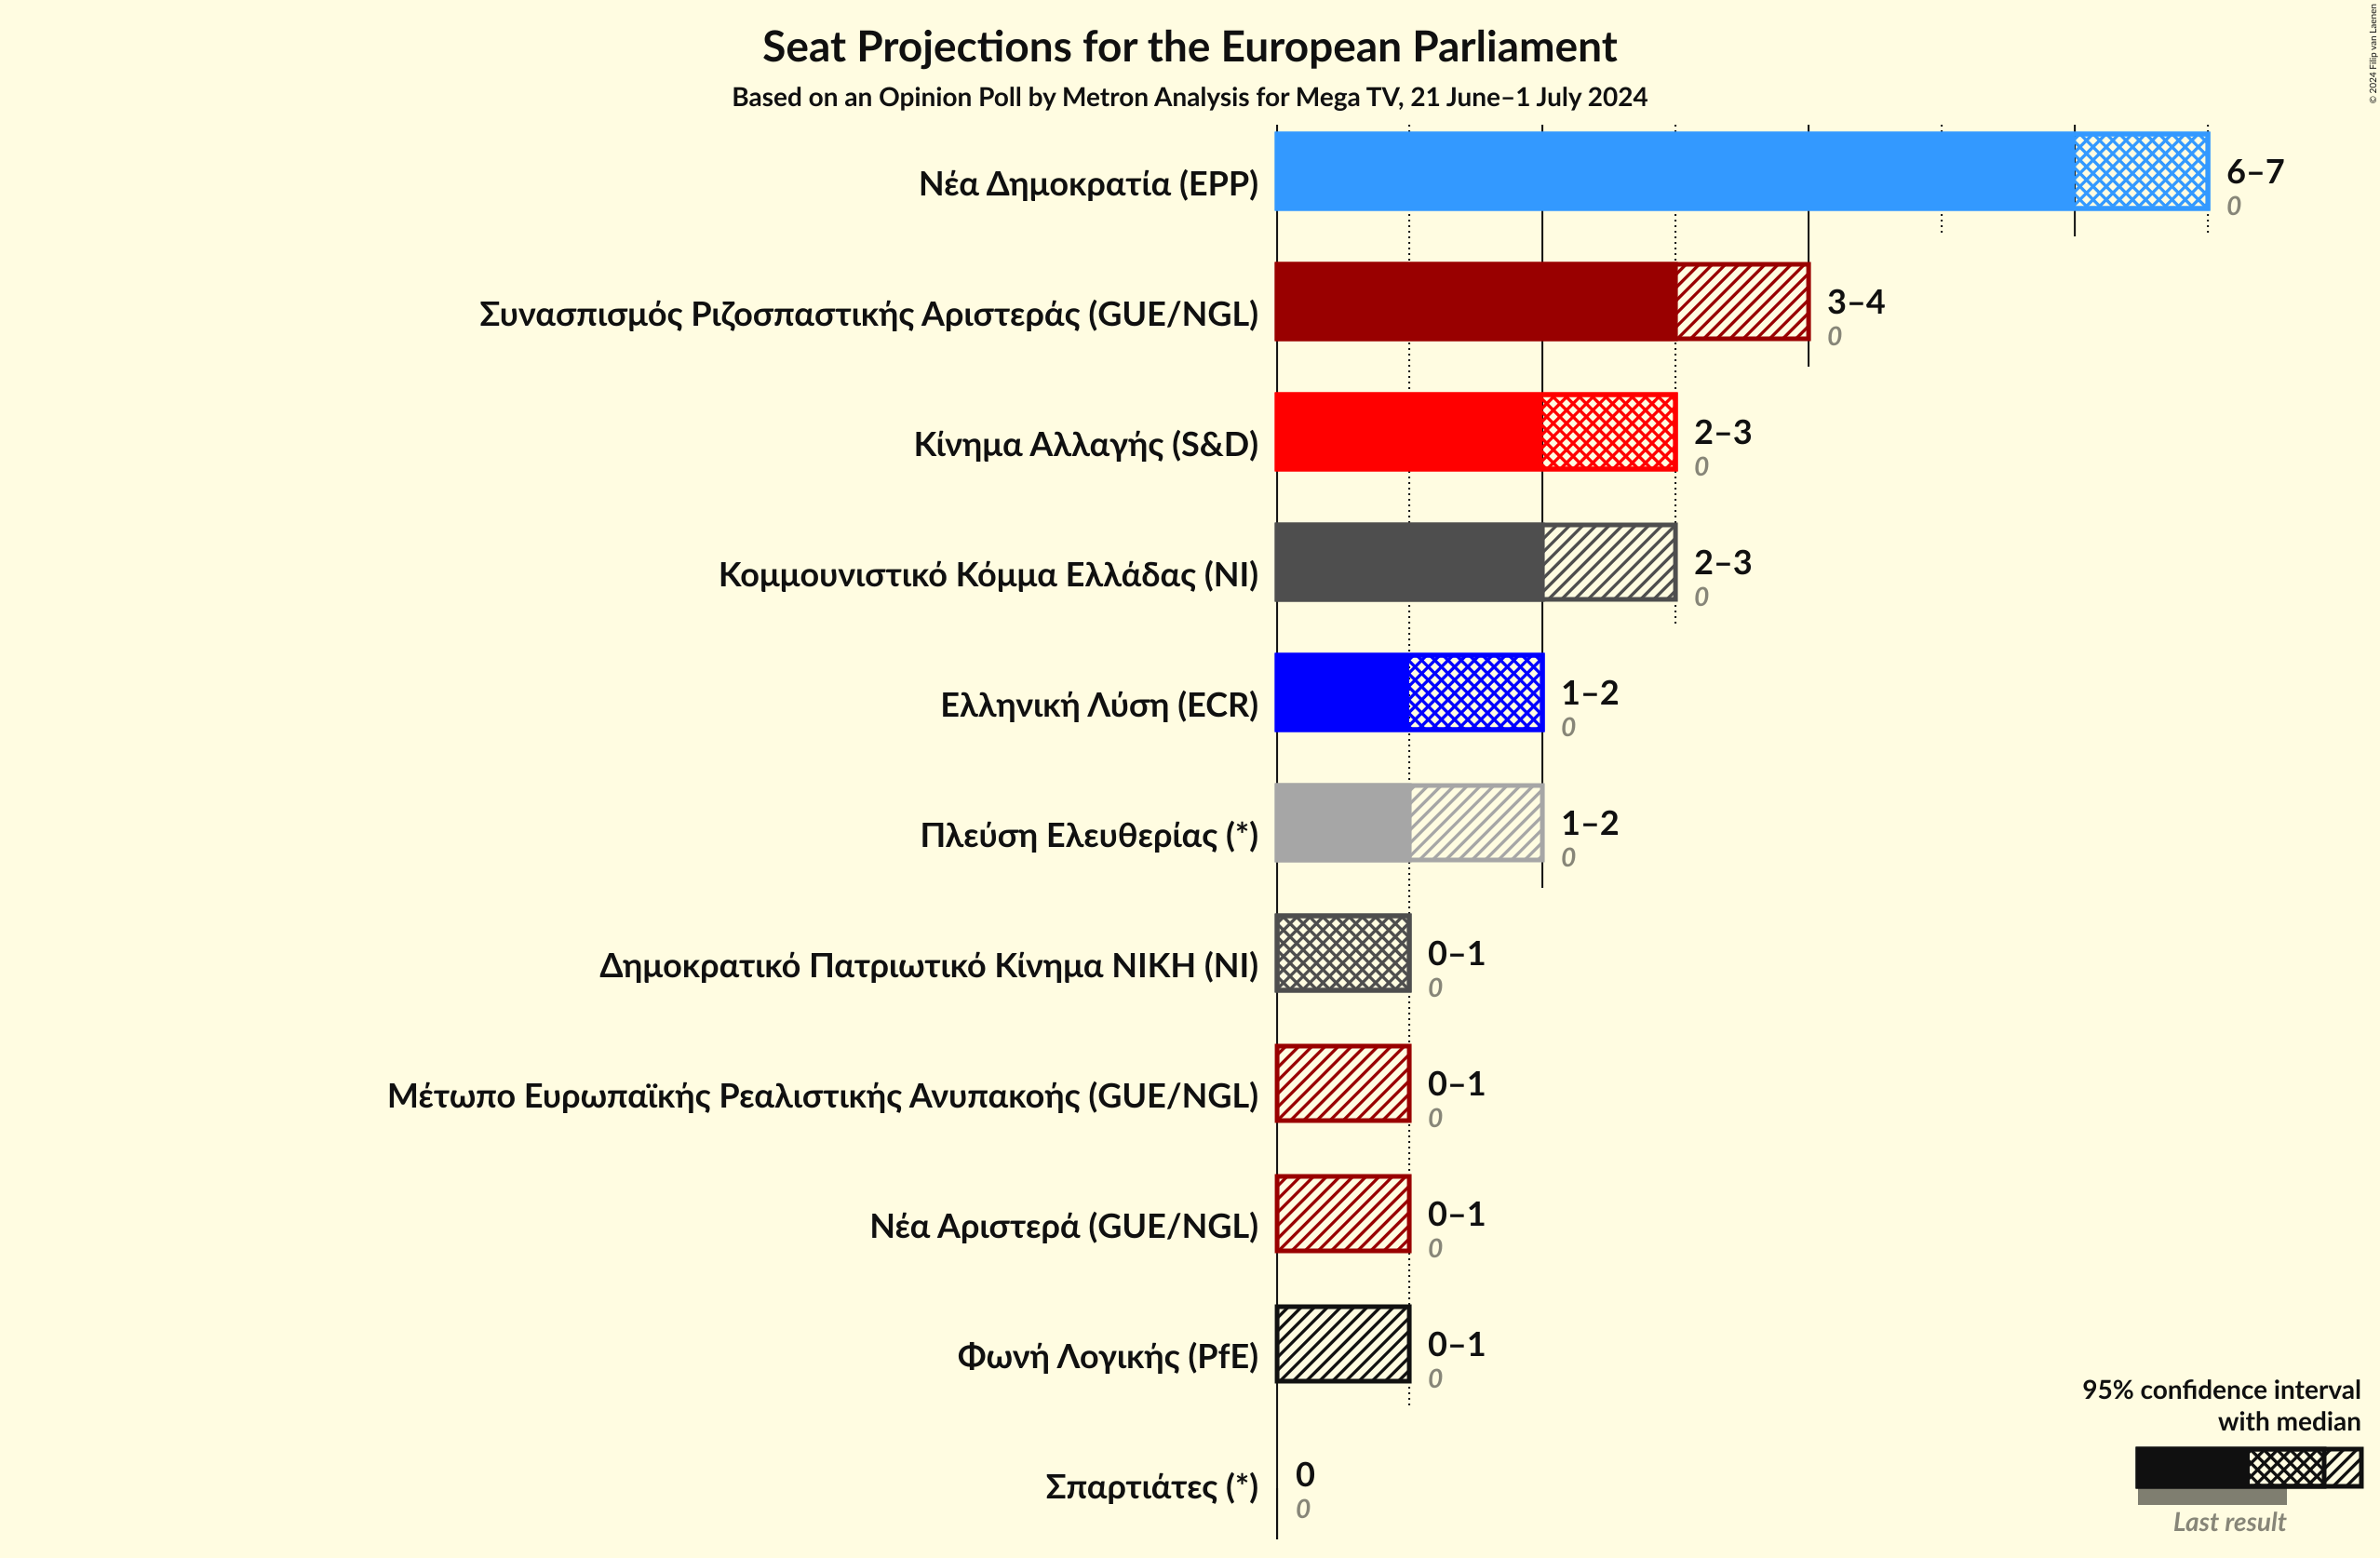 Seat Projections for the European Parliament
Based on an Opinion Poll by Metron Analysis for Mega TV, 21 June–1 July 2024
© 2024 Filip van Laenen
Νέα Δημοκρατία (EPP)
6–7
0
Συνασπισμός Ριζοσπαστικής Αριστεράς (GUE/NGL)
3–4
0
Κίνημα Αλλαγής (S&D)
2–3
0
Κομμουνιστικό Κόμμα Ελλάδας (NI)
2–3
0
Ελληνική Λύση (ECR)
1–2
0
Πλεύση Ελευθερίας (*)
1–2
0
Δημοκρατικό Πατριωτικό Κίνημα ΝΙΚΗ (NI)
0–1
0
Μέτωπο Ευρωπαϊκής Ρεαλιστικής Ανυπακοής (GUE/NGL)
0–1
0
Νέα Αριστερά (GUE/NGL)
0–1
0
Φωνή Λογικής (PfE)
0–1
0
Σπαρτιάτες (*)
0
0
95% confidence interval
with median
Last result